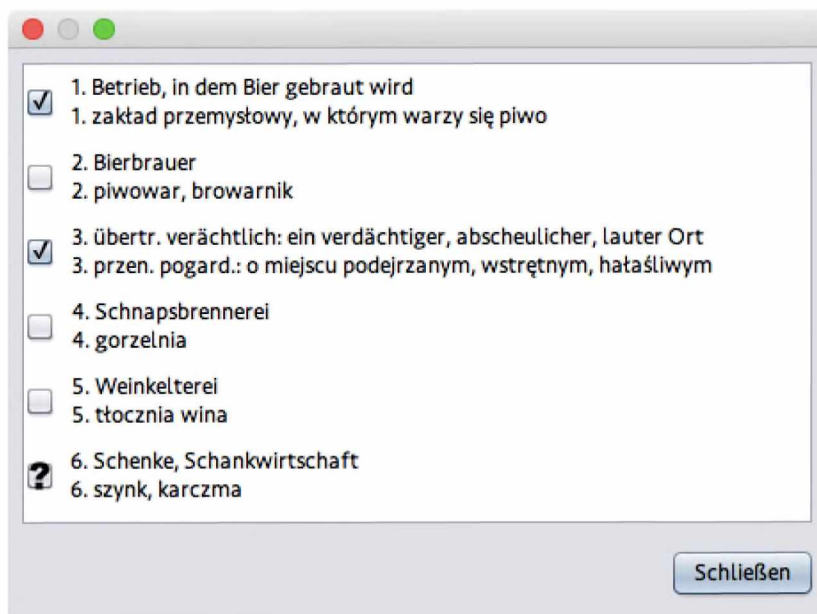 1. Betrieb, in dem Bier gebraut wird
1. zakład przemysłowy, w którym warzy się piwo
2. Bierbrauer
2. piwowar, browarnik
3. übertr. verächtlich: ein verdächtiger, abscheulicher, lauter Ort
3. przen. pogard.: o miejscu podejrzanym, wstrętnym, hałaśliwym
4. Schnapsbrennerei
4. gorzelnia
5. Weinkelterei
5. tłocznia wina
? 6. Schenke, Schankwirtschaft
6. szynk, karczma
Schließen